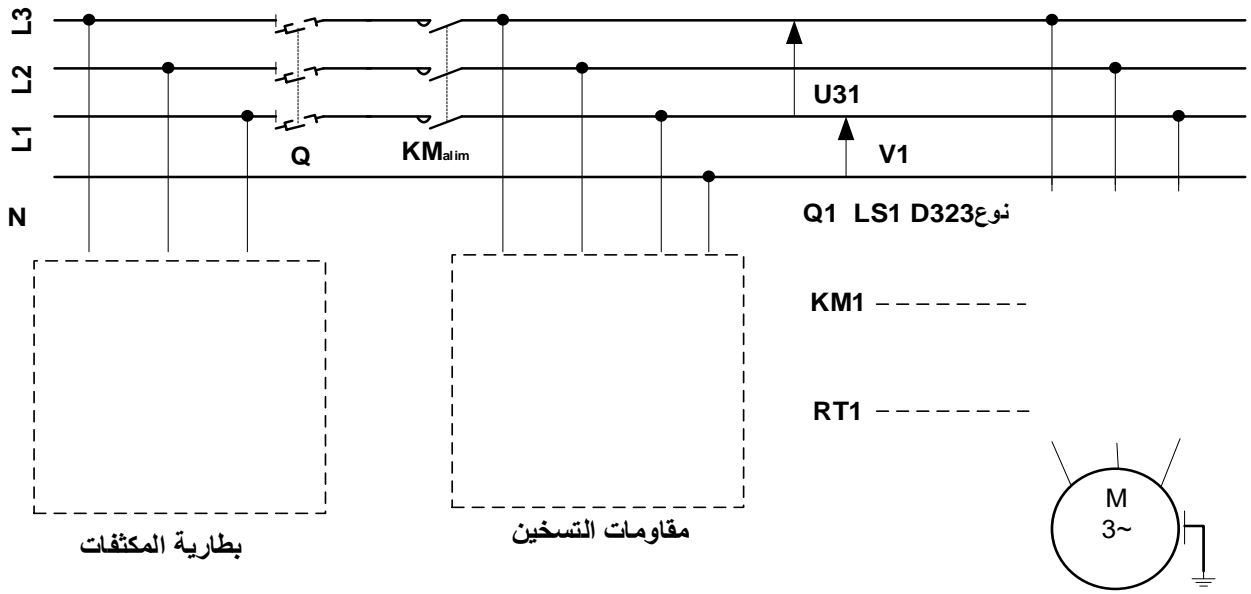 L3
L2
L1
N
Q
KMalim
U31
V1
Q1 LS1 D323نوع
KM1
RT1
M
3~
بطارية المكثفات
مقاومات التسخين